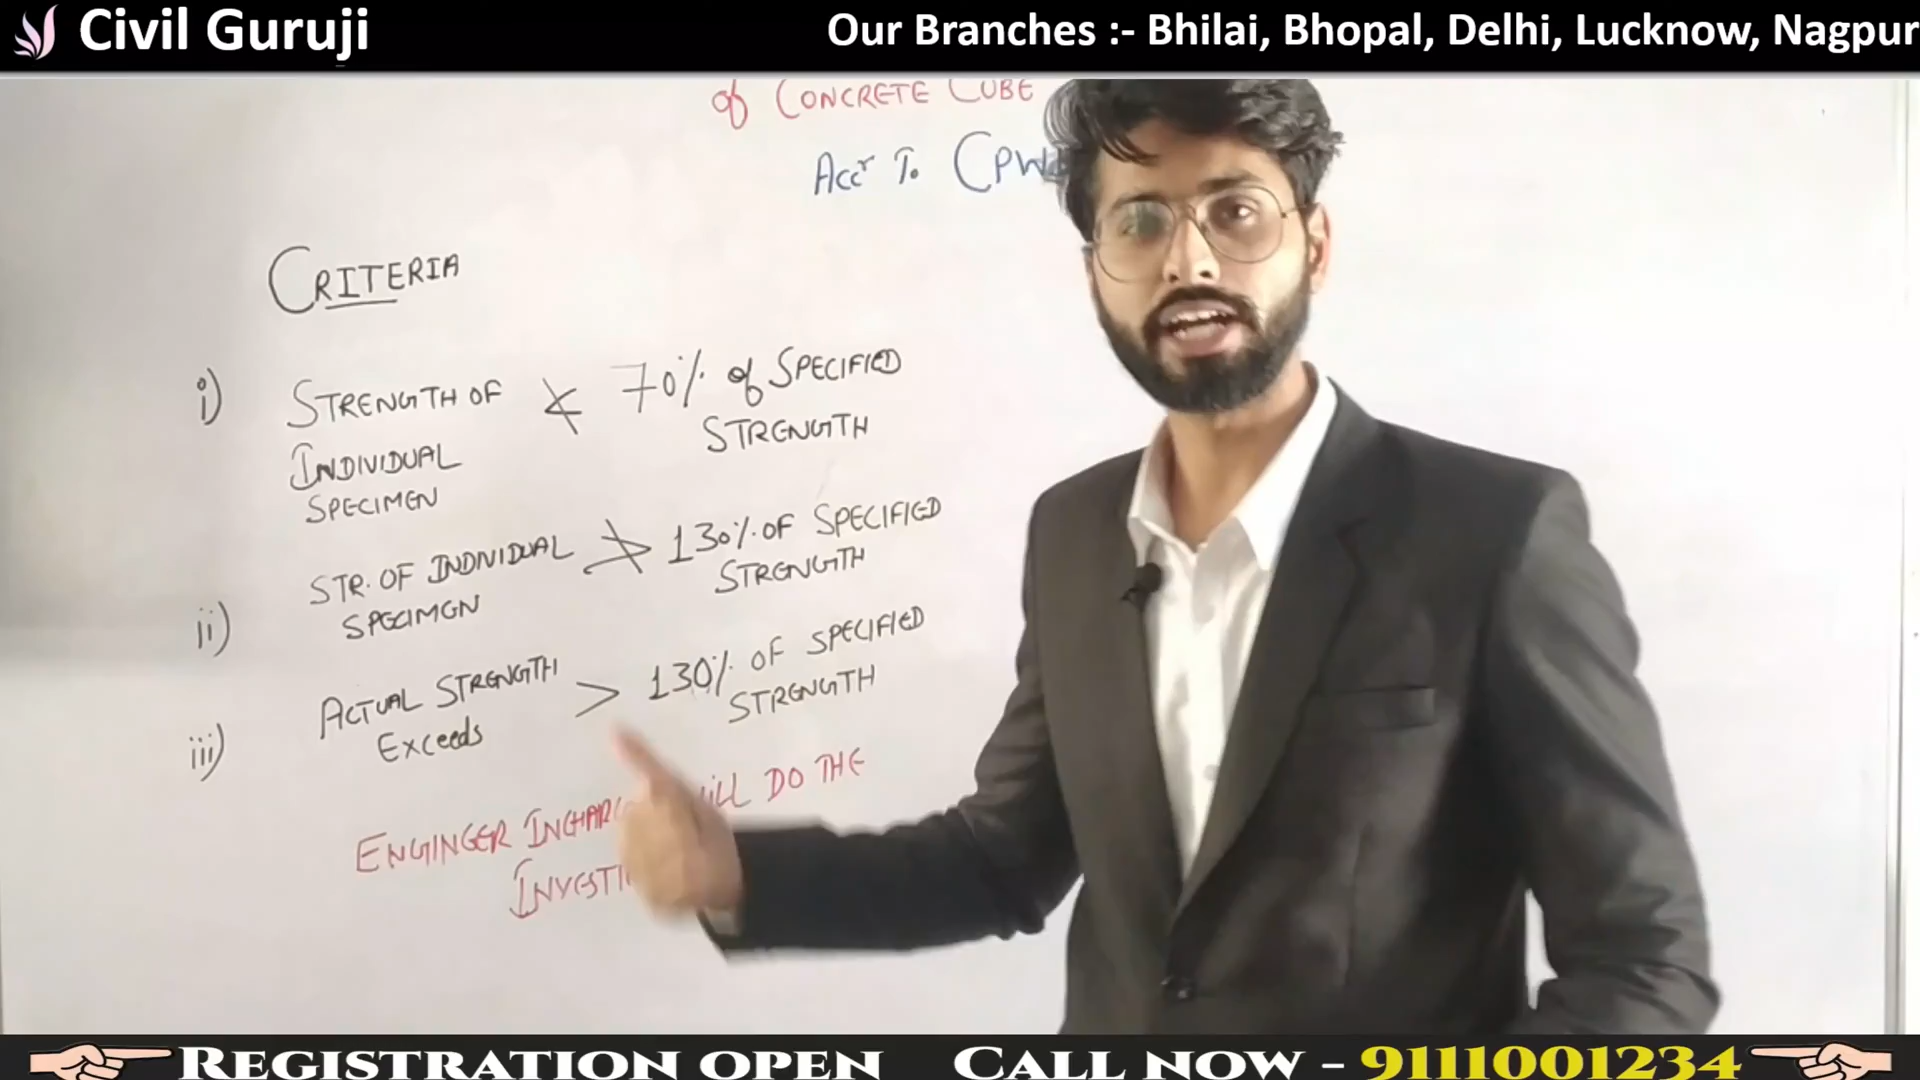 Civil Guruji
Our Branches :- Bhilai, Bhopal, Delhi, Lucknow, Nagpur
of CONCRETE CUBE
Accr To CPW
CRITERIA
i) STRENGTH OF ≮ 70% of SPECIFIED
INDIVIDUAL STRENGTH
SPECIMEN
ii) STR. OF INDIVIDUAL ≯ 130% OF SPECIFIED
SPECIMEN STRENGTH
iii) ACTUAL STRENGTH > 130% OF SPECIFIED
Exceeds STRENGTH
ENGINEER DO THE
REGISTRATION OPEN CALL NOW - 9111001234